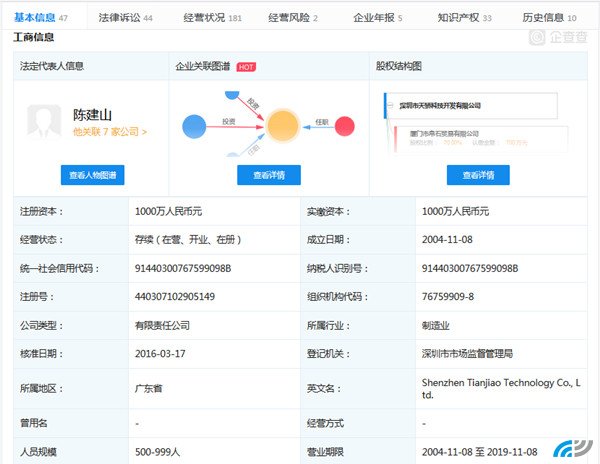 基本信息 47 法律诉讼 44 经营状况 181 经营风险 2 企业年报 5 知识产权 33 历史信息 10
工商信息
企查查
法定代表人信息 企业关联图谱 HOT 股权结构图
陈建山
他关联 7 家公司 >
投资
投资
任职
任职
深圳市天娇科技开发有限公司
厦门市帝石贸易有限公司
查看人物图谱 查看详情 查看详情
注册资本： 1000万人民币元 实缴资本： 1000万人民币元
经营状态： 存续（在营、开业、在册） 成立日期： 2004-11-08
统一社会信用代码： 91440300767599098B 纳税人识别号： 91440300767599098B
注册号： 440307102905149 组织机构代码： 76759909-8
公司类型： 有限责任公司 所属行业： 制造业
核准日期： 2016-03-17 登记机关： 深圳市市场监督管理局
所属地区： 广东省 英文名： Shenzhen Tianjiao Technology Co., L
td.
曾用名 - 经营方式 -
人员规模 500-999人 营业期限 2004-11-08 至 2019-11-08